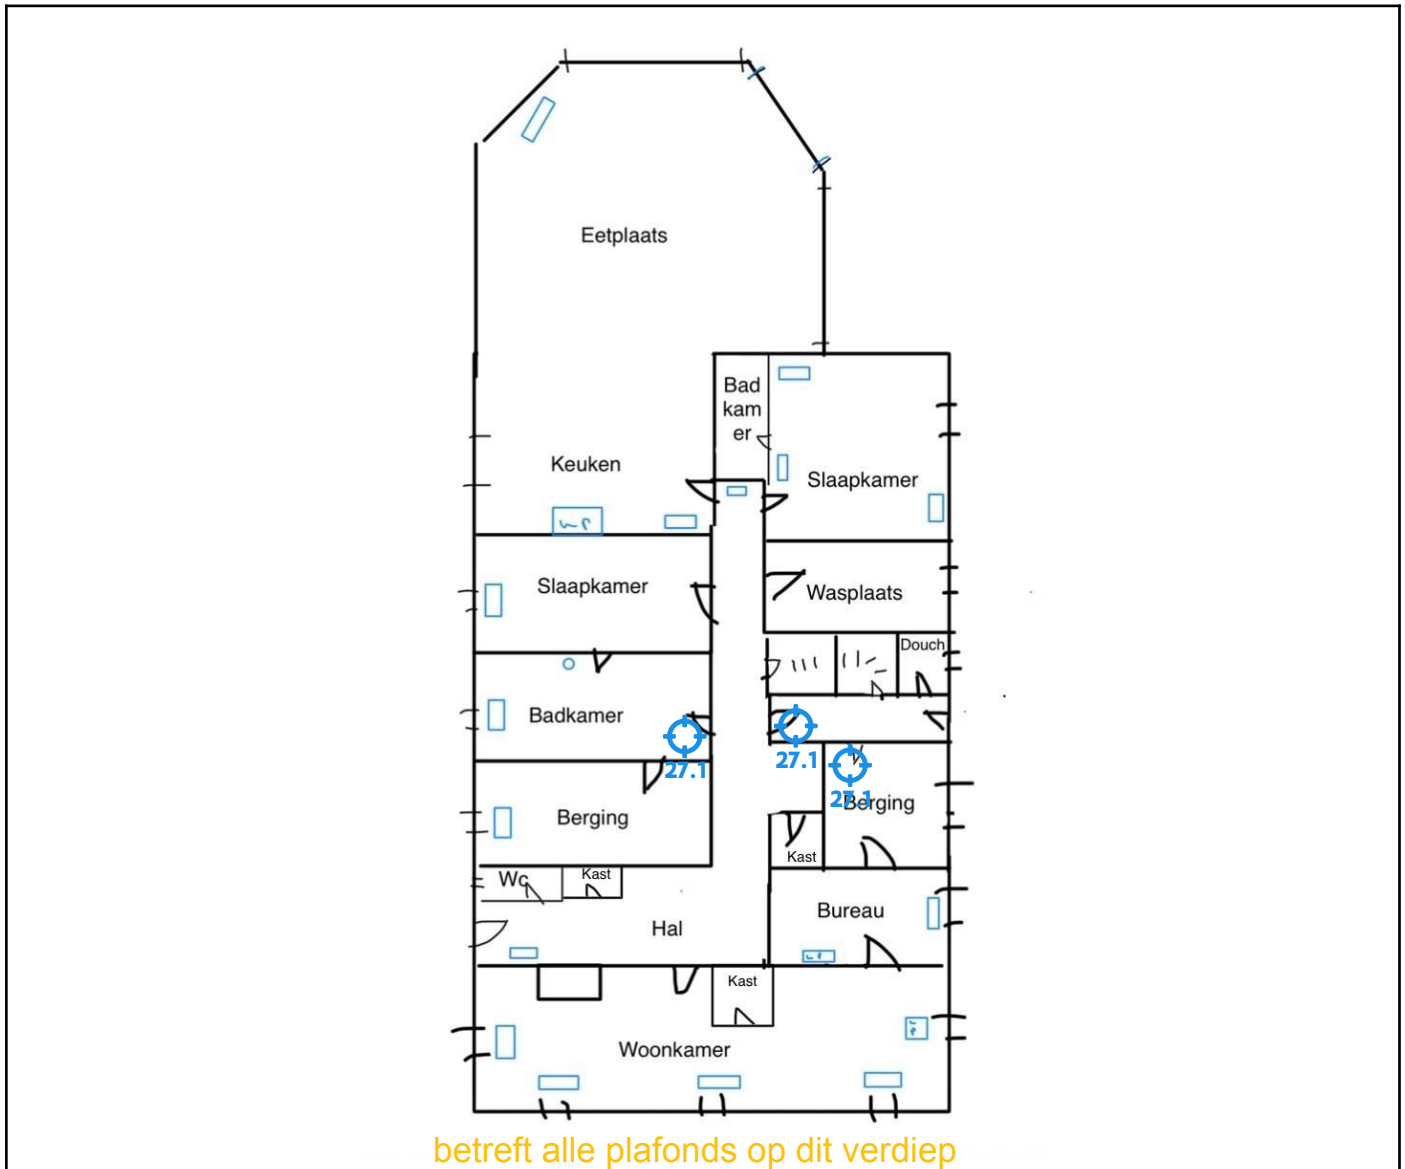 Eetplaats
Bad
kam
er
Keuken
Slaapkamer
Slaapkamer
Wasplaats
Douch
Badkamer
27.1
27.1
27.1
Berging
Berging
Kast
Wc
Kast
Bureau
Hal
Kast
Woonkamer
betreft alle plafonds op dit verdiep